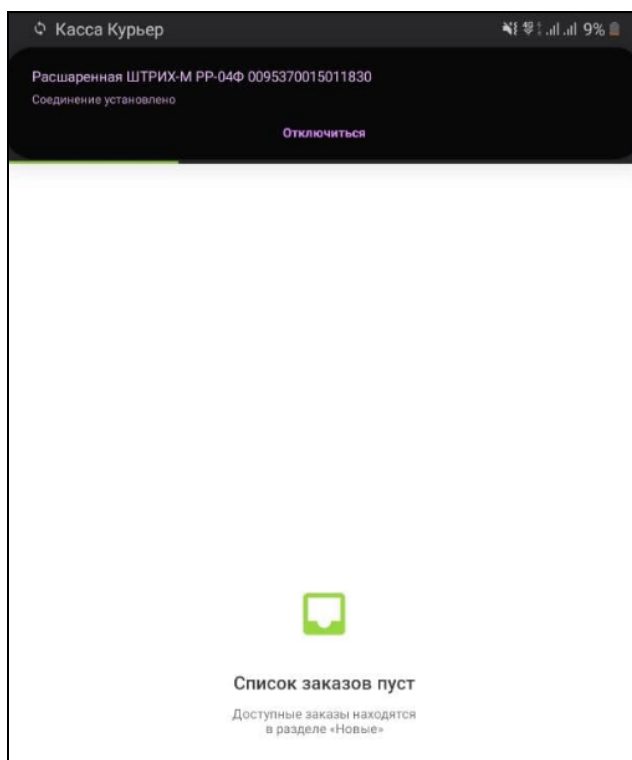 Касса Курьер
9%
Расшаренная ШТРИХ-М РР-04Ф 0095370015011830
Соединение установлено
Отключиться
Список заказов пуст
Доступные заказы находятся
в разделе «Новые»